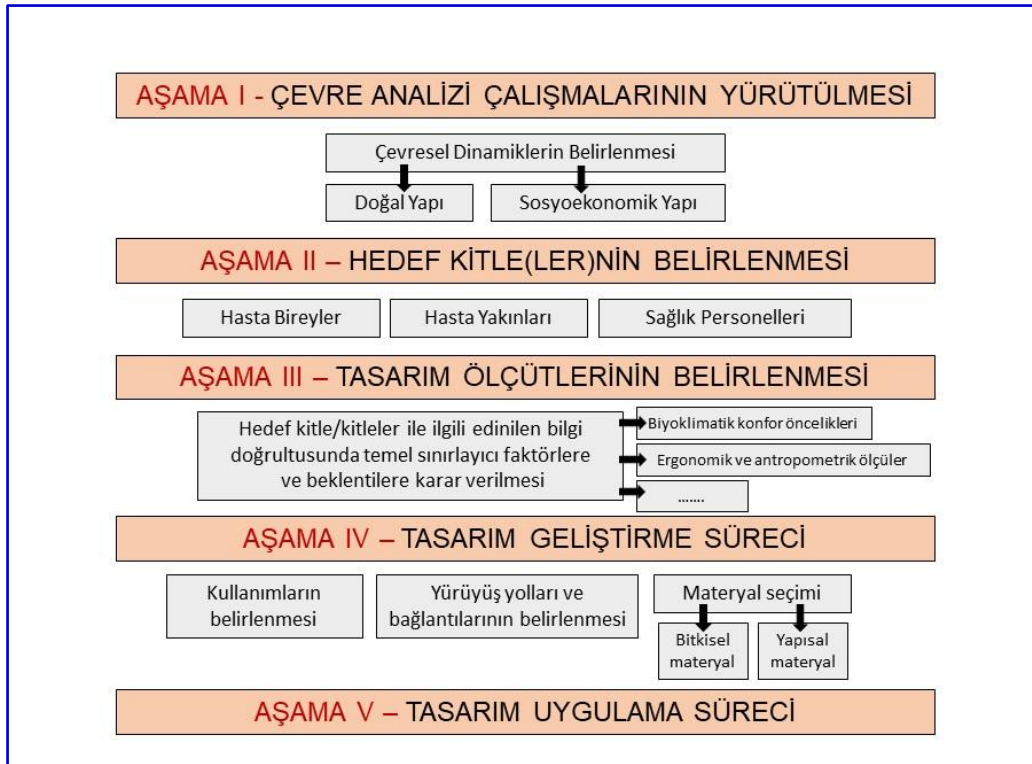 AŞAMA I - ÇEVRE ANALİZİ ÇALIŞMALARININ YÜRÜTÜLMESİ
Çevresel Dinamiklerin Belirlenmesi
Doğal Yapı
Sosyoekonomik Yapı
AŞAMA II – HEDEF KİTLE(LER)NİN BELİRLENMESİ
Hasta Bireyler
Hasta Yakınları
Sağlık Personelleri
AŞAMA III – TASARIM ÖLÇÜTLERİNİN BELİRLENMESİ
Hedef kitle/kitleler ile ilgili edinilen bilgi
doğrultusunda temel sınırlayıcı faktörlere
ve beklentilere karar verilmesi
Biyoklimatik konfor öncelikleri
Ergonomik ve antropometrik ölçüler
.......
AŞAMA IV – TASARIM GELİŞTİRME SÜRECİ
Kullanımların
belirlenmesi
Yürüyüş yolları ve
bağlantılarının belirlenmesi
Materyal seçimi
Bitkisel
materyal
Yapısal
materyal
AŞAMA V – TASARIM UYGULAMA SÜRECİ